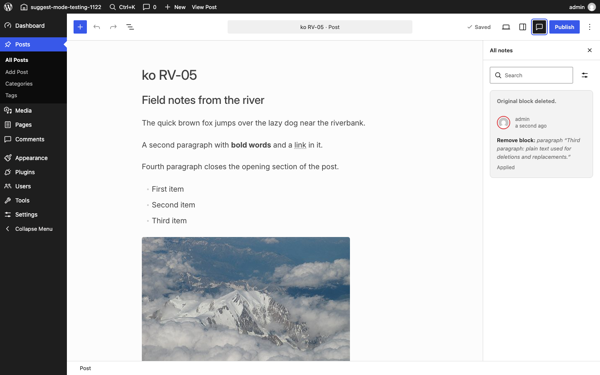 suggest-mode-testing-1122
Ctrl+K
0
New
View Post
admin
Dashboard
Posts
All Posts
Add Post
Categories
Tags
Media
Pages
Comments
Appearance
Plugins
Users
Tools
Settings
Collapse Menu
ko RV-05 · Post
Saved
Publish
ko RV-05
Field notes from the river
The quick brown fox jumps over the lazy dog near the riverbank.
A second paragraph with bold words and a link in it.
Fourth paragraph closes the opening section of the post.
· First item
· Second item
· Third item
All notes
Search
Original block deleted.
admin
a second ago
Remove block: paragraph "Third
paragraph: plain text used for
deletions and replacements."
Applied
Post